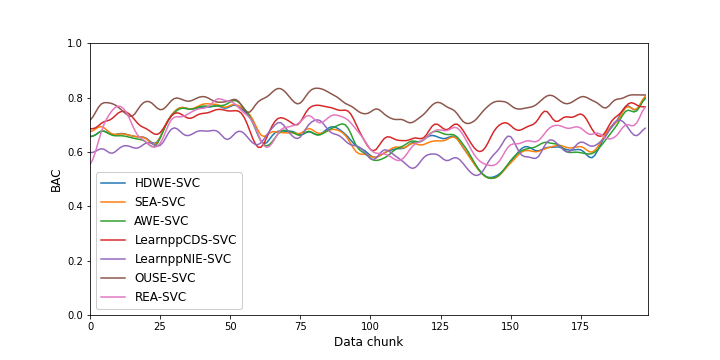 1.0
0.8
0.6
0.4
0.2
0.0
BAC
HDWE-SVC
SEA-SVC
AWE-SVC
LearnppCDS-SVC
LearnppNIE-SVC
OUSE-SVC
REA-SVC
0 25 50 75 100 125 150 175
Data chunk